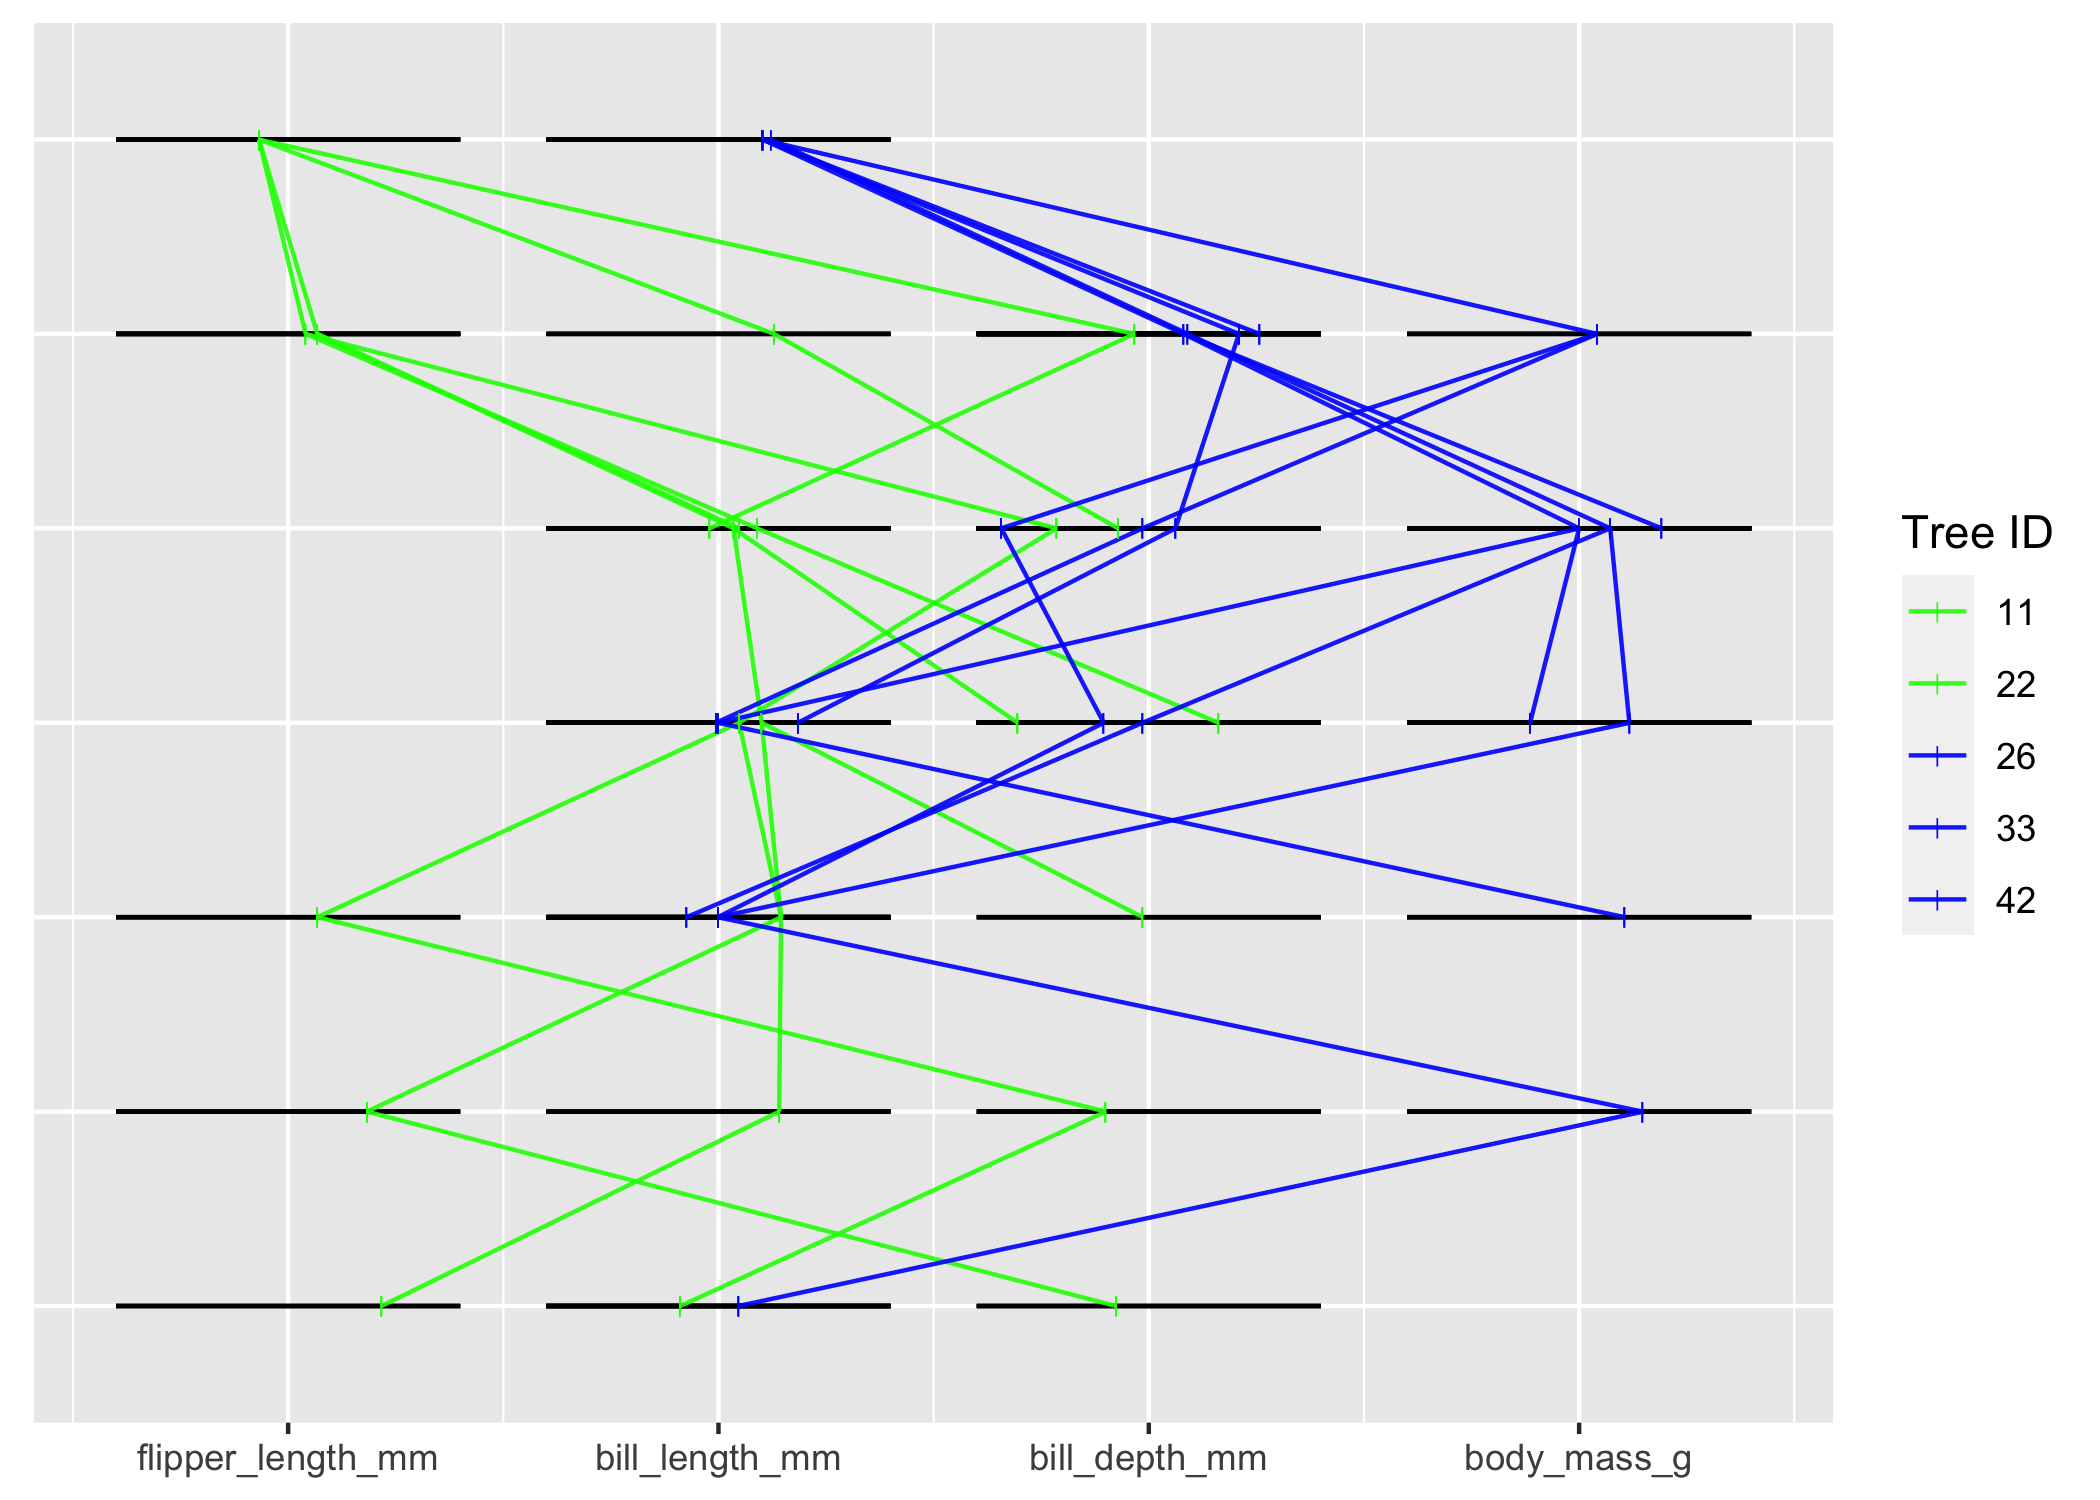 Tree ID
11
22
26
33
42
flipper_length_mm bill_length_mm bill_depth_mm body_mass_g